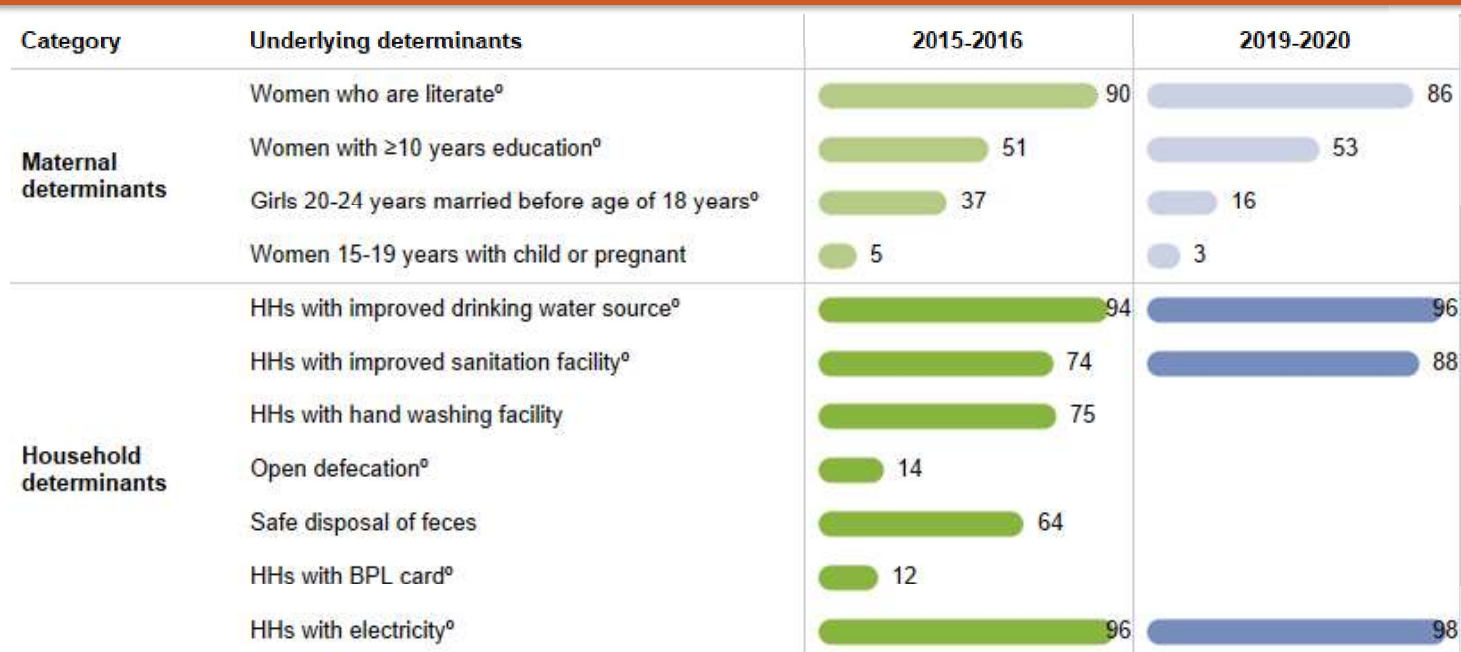 Category Underlying determinants 2015-2016 2019-2020
Women who are literateº 90 86
Women with ≥10 years educationº 51 53
Maternal
determinants
Girls 20-24 years married before age of 18 yearsº 37 16
Women 15-19 years with child or pregnant 5 3
HHs with improved drinking water sourceº 94 96
HHs with improved sanitation facilityº 74 88
HHs with hand washing facility 75
Household
determinants
Open defecationº 14
Safe disposal of feces 64
HHs with BPL cardº 12
HHs with electricityº 96 98